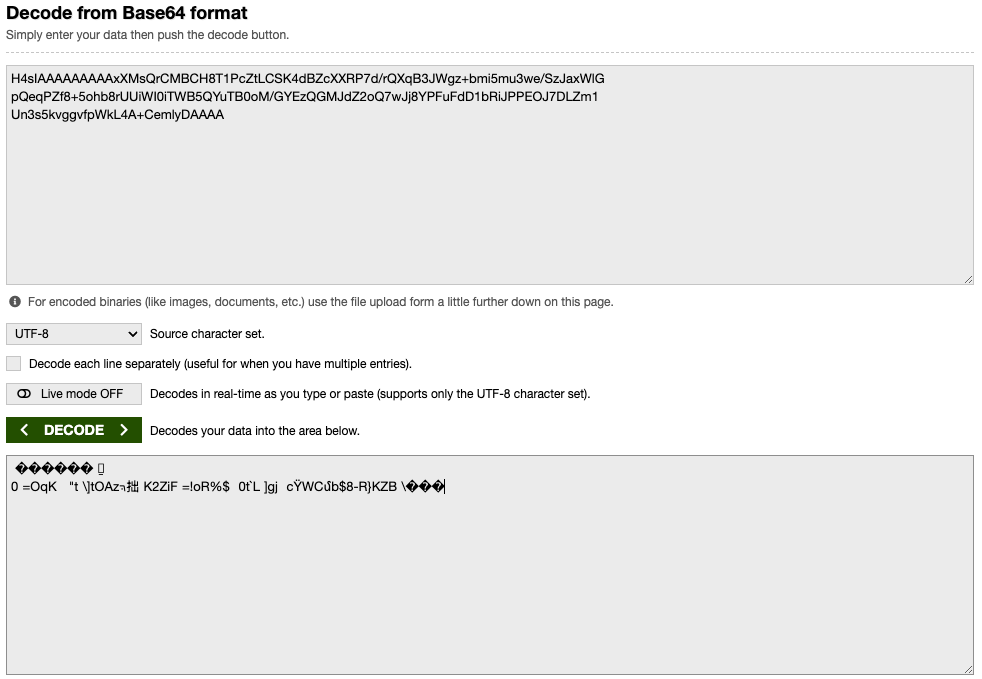 Decode from Base64 format
Simply enter your data then push the decode button.
H4sIAAAAAAAAAxXMsQrCMBCH8T1PcZtLCSK4dBZcXXRP7d/rQXqB3JWgz+bmi5mu3we/SzJaxWlG
pQeqPZf8+5ohb8rUUiWI0iTWB5QYuTB0oM/GYEzQGMJdZ2oQ7wJj8YPFuFdD1bRiJPPEOJ7DLZm1
Un3s5kvggvfpWkL4A+CemlyDAAAA
For encoded binaries (like images, documents, etc.) use the file upload form a little further down on this page.
UTF-8 Source character set.
Decode each line separately (useful for when you have multiple entries).
Live mode OFF Decodes in real-time as you type or paste (supports only the UTF-8 character set).
< DECODE > Decodes your data into the area below.
������
0 =OqK "t \]tOAz 拙 K2ZiF =!oR%$ 0t`L ]gj cŸWCմb$8-R}KZB \���